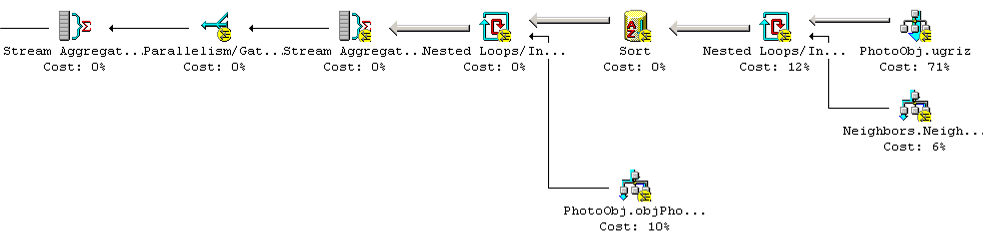 Stream Aggregat... Parallelism/Gat... Stream Aggregat... Nested Loops/In... Sort Nested Loops/In... PhotoObj.ugriz
Cost: 0% Cost: 0% Cost: 0% Cost: 0% Cost: 0% Cost: 12% Cost: 71%
Neighbors.Neigh...
Cost: 6%
PhotoObj.objPho...
Cost: 10%